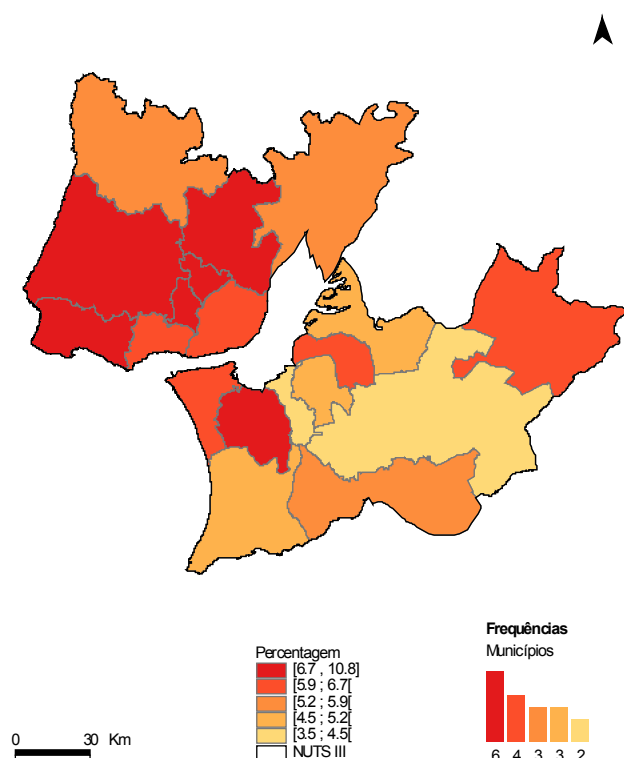 Percentagem
[6.7 , 10.8]
[5.9 ; 6.7[
[5.2 ; 5.9[
[4.5 ; 5.2[
[3.5 ; 4.5[
NUTS III
Frequências
Municípios
6 4 3 3 2
0 30 Km